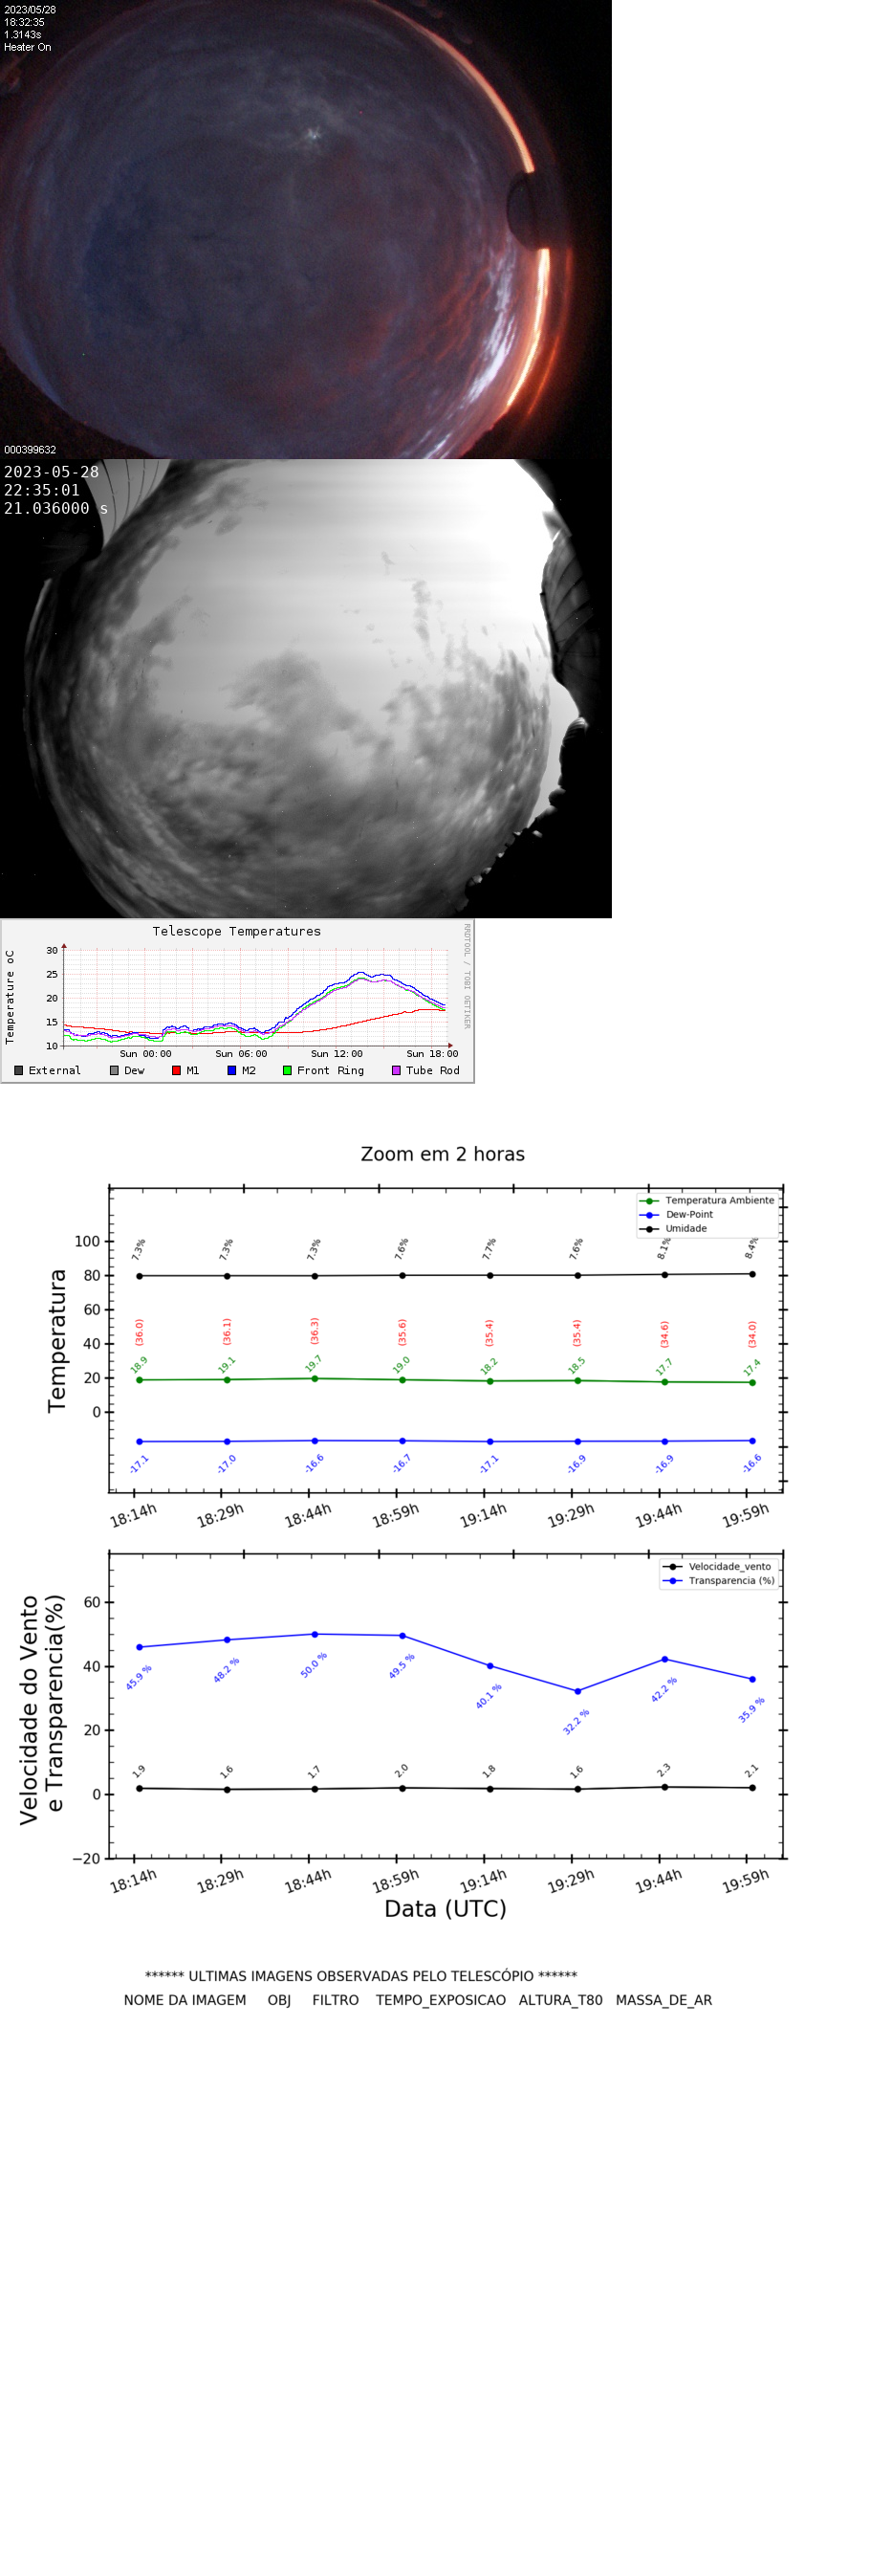 2023/05/28
18:32:35
1.3143s
Heater On
000399632
2023-05-28
22:35:01
21.036000 s
Telescope Temperatures
RRDTOOL / TOBI OETIKER
Temperature oC
30
25
20
15
10
Sun 00:00 Sun 06:00 Sun 12:00 Sun 18:00
External Dew M1 M2 Front Ring Tube Rod
Zoom em 2 horas
Temperatura
Temperatura Ambiente
Dew-Point
Umidade
100
80
60
40
20
0
7.3% 7.3% 7.3% 7.6% 7.7% 7.6% 8.1% 8.4%
(36.0) (36.1) (36.3) (35.6) (35.4) (35.4) (34.6) (34.0)
18.9 19.1 19.7 19.0 18.2 18.5 17.7 17.4
-17.1 -17.0 -16.6 -16.7 -17.1 -16.9 -16.9 -16.6
18:14h 18:29h 18:44h 18:59h 19:14h 19:29h 19:44h 19:59h
Velocidade do Vento
e Transparencia(%)
Velocidade_vento
Transparencia (%)
60
40
20
0
−20
45.9 % 48.2 % 50.0 % 49.5 % 40.1 % 32.2 % 42.2 % 35.9 %
1.9 1.6 1.7 2.0 1.8 1.6 2.3 2.1
18:14h 18:29h 18:44h 18:59h 19:14h 19:29h 19:44h 19:59h
Data (UTC)
****** ULTIMAS IMAGENS OBSERVADAS PELO TELESCÓPIO ******
NOME DA IMAGEM OBJ FILTRO TEMPO_EXPOSICAO ALTURA_T80 MASSA_DE_AR